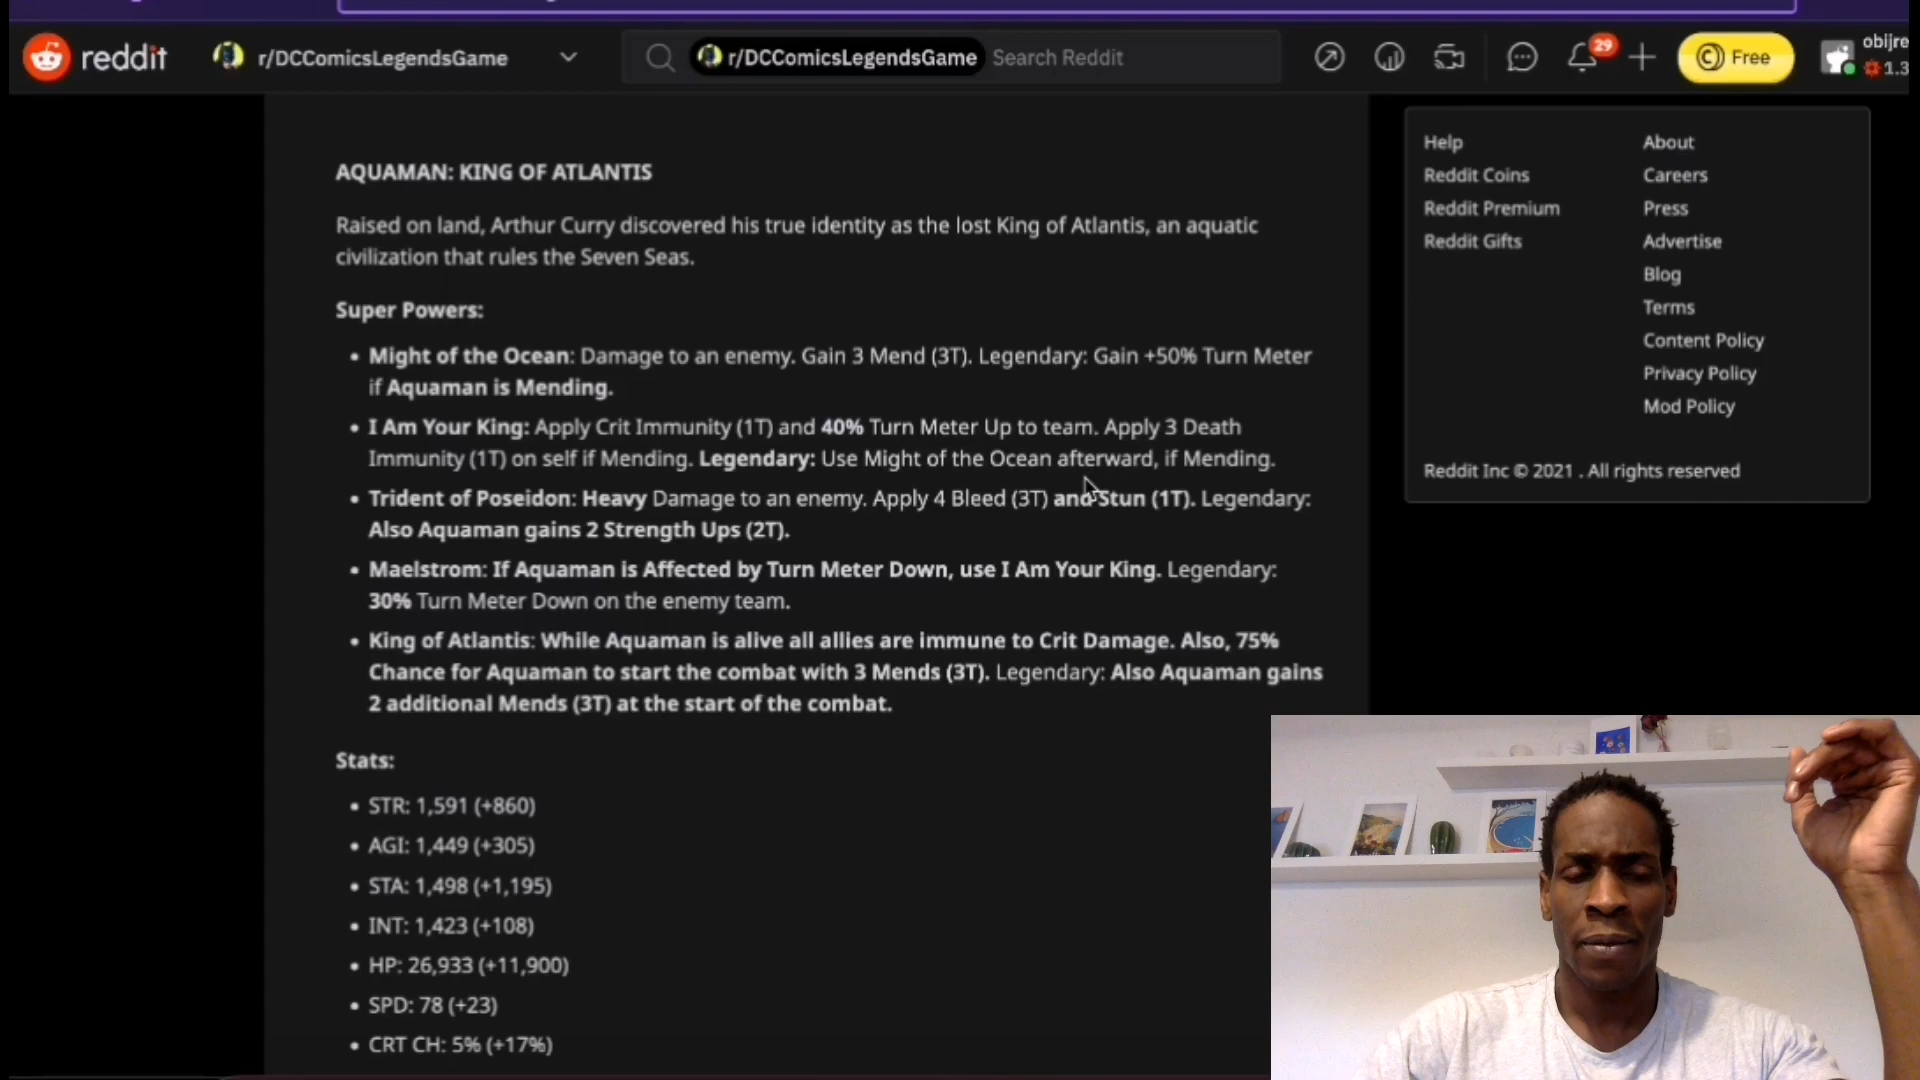 reddit r/DCComicsLegendsGame r/DCComicsLegendsGame Search Reddit 29 Free obijre
1.3
AQUAMAN: KING OF ATLANTIS
Raised on land, Arthur Curry discovered his true identity as the lost King of Atlantis, an aquatic
civilization that rules the Seven Seas.
Super Powers:
• Might of the Ocean: Damage to an enemy. Gain 3 Mend (3T). Legendary: Gain +50% Turn Meter
if Aquaman is Mending.
• I Am Your King: Apply Crit Immunity (1T) and 40% Turn Meter Up to team. Apply 3 Death
Immunity (1T) on self if Mending. Legendary: Use Might of the Ocean afterward, if Mending.
• Trident of Poseidon: Heavy Damage to an enemy. Apply 4 Bleed (3T) and Stun (1T). Legendary:
Also Aquaman gains 2 Strength Ups (2T).
• Maelstrom: If Aquaman is Affected by Turn Meter Down, use I Am Your King. Legendary:
30% Turn Meter Down on the enemy team.
• King of Atlantis: While Aquaman is alive all allies are immune to Crit Damage. Also, 75%
Chance for Aquaman to start the combat with 3 Mends (3T). Legendary: Also Aquaman gains
2 additional Mends (3T) at the start of the combat.
Stats:
• STR: 1,591 (+860)
• AGI: 1,449 (+305)
• STA: 1,498 (+1,195)
• INT: 1,423 (+108)
• HP: 26,933 (+11,900)
• SPD: 78 (+23)
• CRT CH: 5% (+17%)
Help About
Reddit Coins Careers
Reddit Premium Press
Reddit Gifts Advertise
Blog
Terms
Content Policy
Privacy Policy
Mod Policy
Reddit Inc © 2021 . All rights reserved